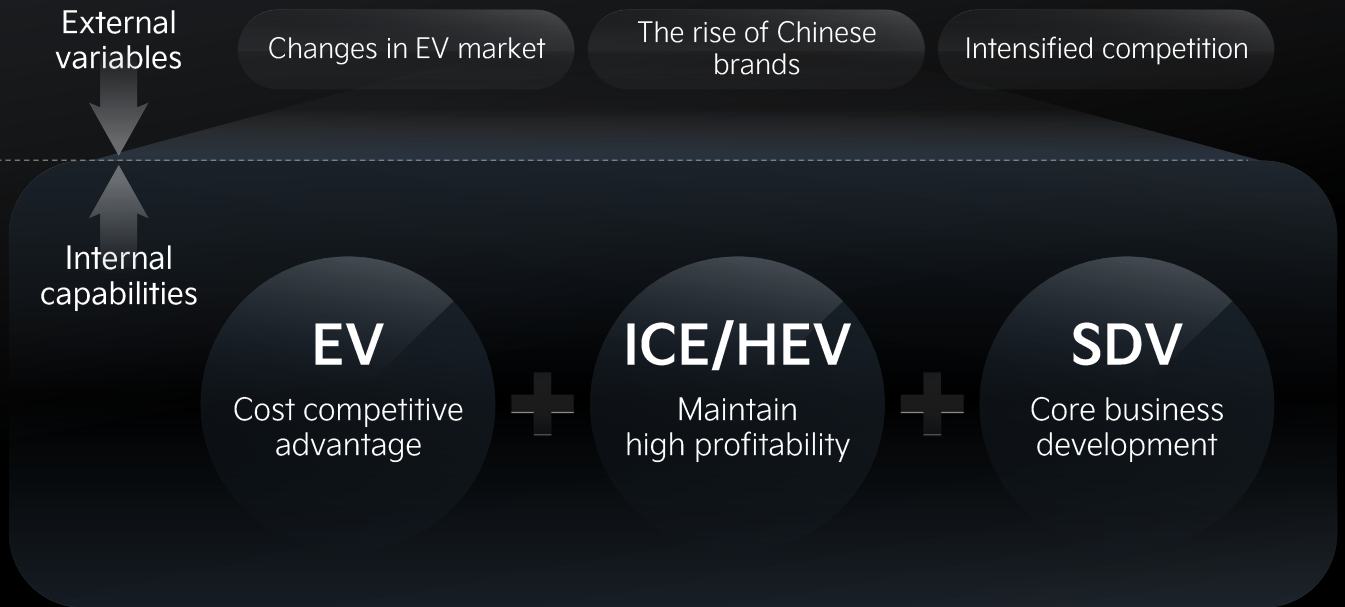 External
variables
Changes in EV market
The rise of Chinese
brands
Intensified competition
Internal
capabilities
EV
Cost competitive
advantage
ICE/HEV
Maintain
high profitability
SDV
Core business
development